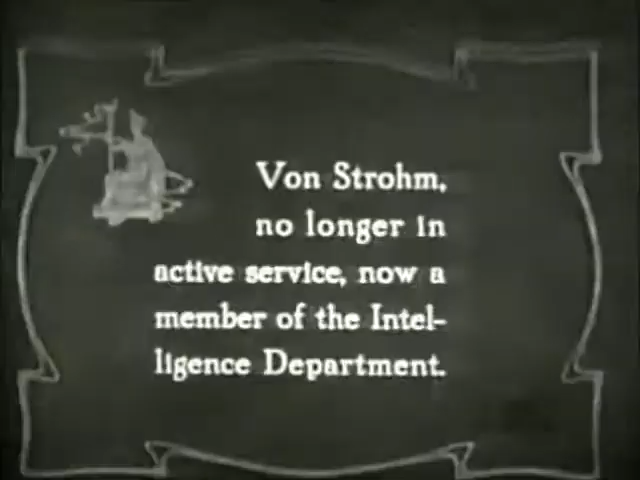 Von Strohm,
no longer in
active service, now a
member of the Intel-
ligence Department.